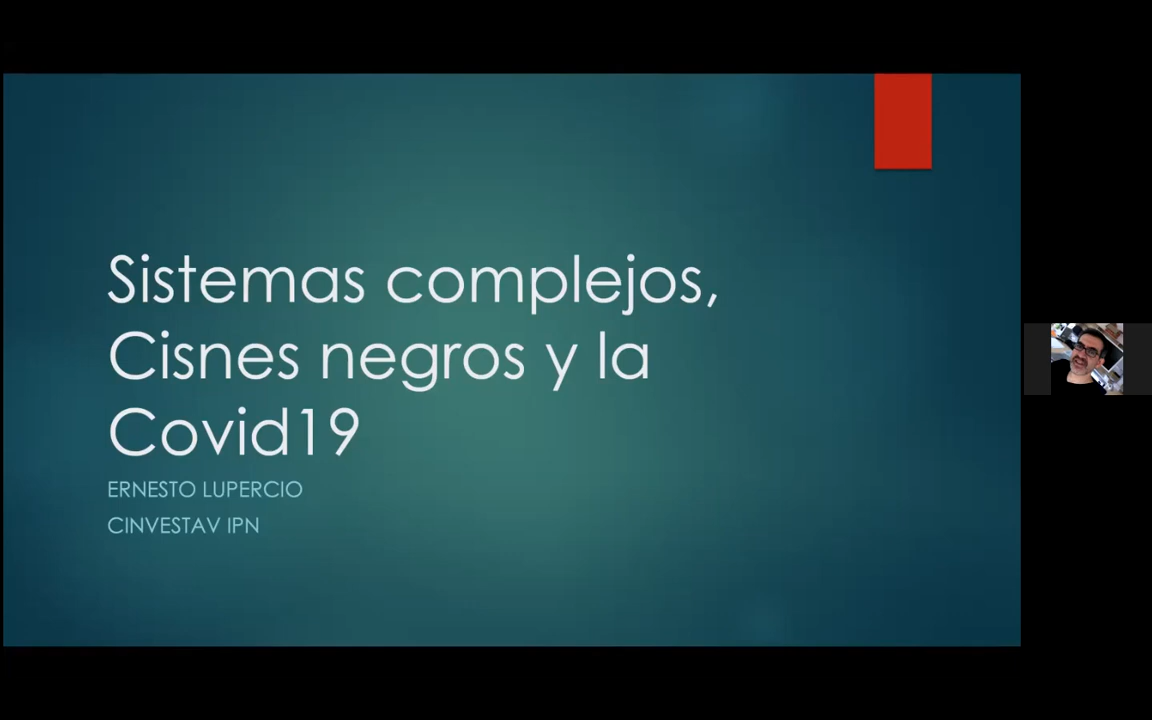 Sistemas complejos,
Cisnes negros y la
Covid19
ERNESTO LUPERCIO
CINVESTAV IPN